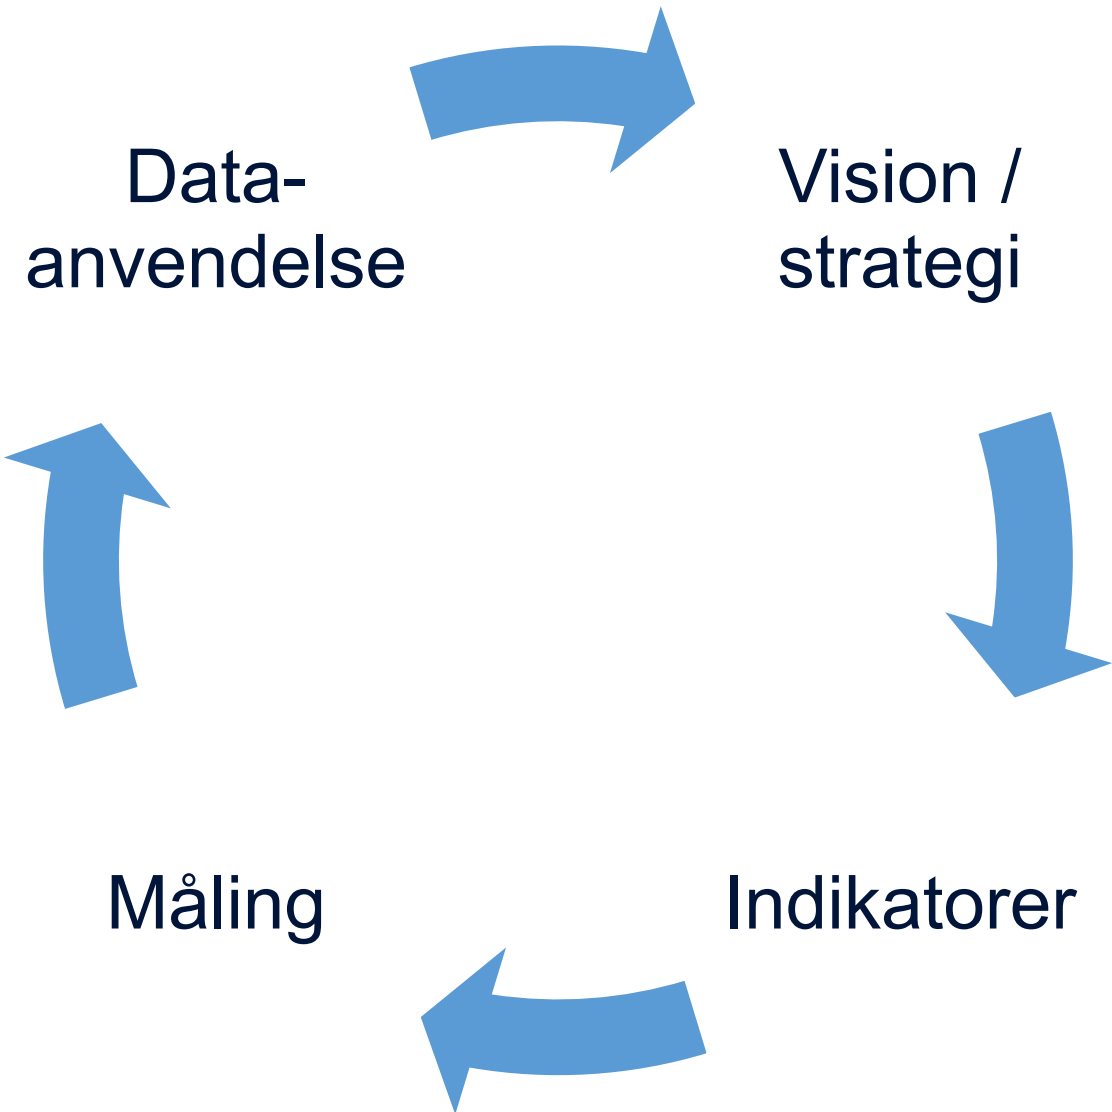 Data-
anvendelse
Vision /
strategi
Måling
Indikatorer